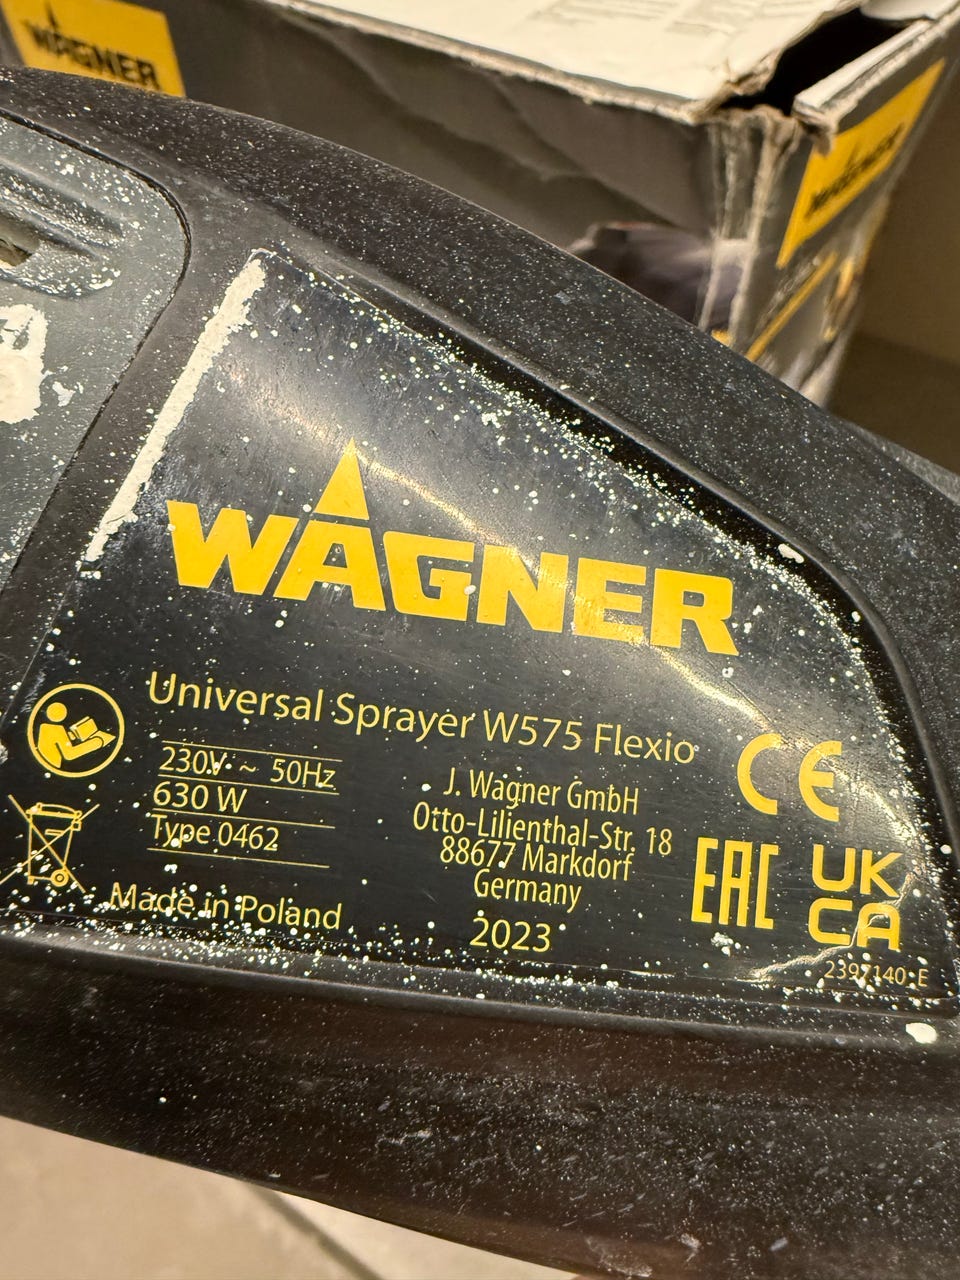 WAGNER
WAGNER
WAGNER
Universal Sprayer W575 Flexio
230V ~ 50Hz
630 W
Type 0462
Made in Poland
J. Wagner GmbH
Otto-Lilienthal-Str. 18
88677 Markdorf
Germany
2023
CE
EAC
UK
CA
2397140 E